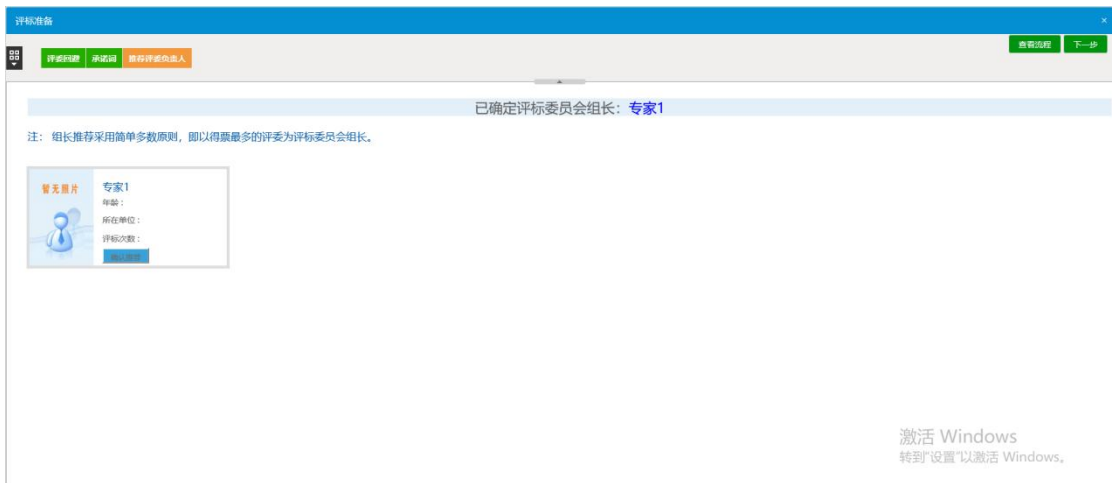 评标准备
查看流程 下一步
评委回避 承诺函 推荐评委负责人
已确定评标委员会组长：专家1
注： 组长推荐采用简单多数原则，即以得票最多的评委为评标委员会组长。
暂无照片
专家1
年龄：
所在单位：
评标次数：
激活 Windows
转到"设置"以激活 Windows。